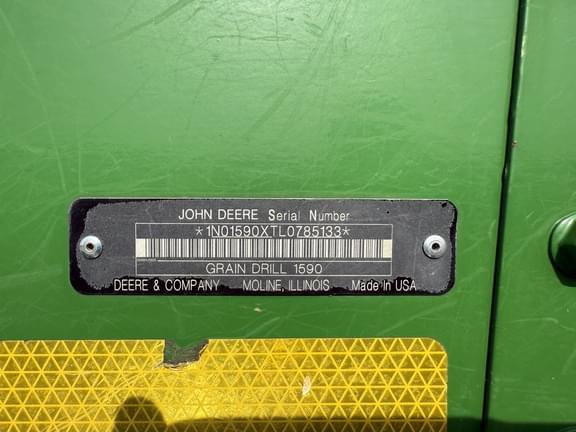 JOHN DEERE Serial Number
*1N01590XTL0785133*
GRAIN DRILL 1590
DEERE & COMPANY MOLINE, ILLINOIS Made In USA